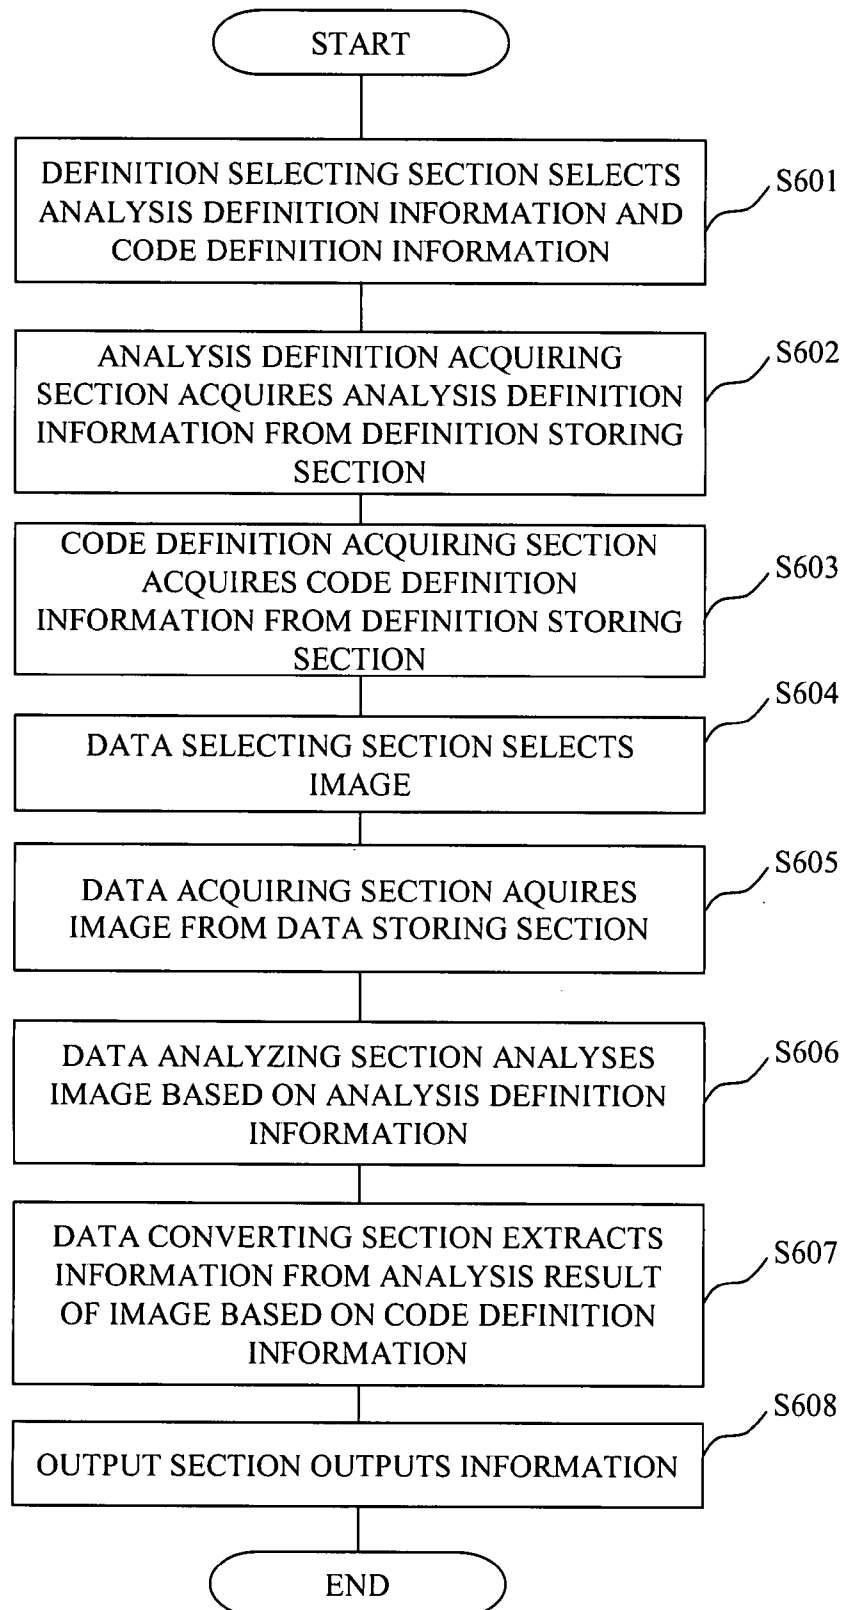 START
DEFINITION SELECTING SECTION SELECTS
ANALYSIS DEFINITION INFORMATION AND
CODE DEFINITION INFORMATION
S601
ANALYSIS DEFINITION ACQUIRING
SECTION ACQUIRES ANALYSIS DEFINITION
INFORMATION FROM DEFINITION STORING
SECTION
S602
CODE DEFINITION ACQUIRING SECTION
ACQUIRES CODE DEFINITION
INFORMATION FROM DEFINITION STORING
SECTION
S603
DATA SELECTING SECTION SELECTS
IMAGE
S604
DATA ACQUIRING SECTION AQUIRES
IMAGE FROM DATA STORING SECTION
S605
DATA ANALYZING SECTION ANALYSES
IMAGE BASED ON ANALYSIS DEFINITION
INFORMATION
S606
DATA CONVERTING SECTION EXTRACTS
INFORMATION FROM ANALYSIS RESULT
OF IMAGE BASED ON CODE DEFINITION
INFORMATION
S607
OUTPUT SECTION OUTPUTS INFORMATION
S608
END